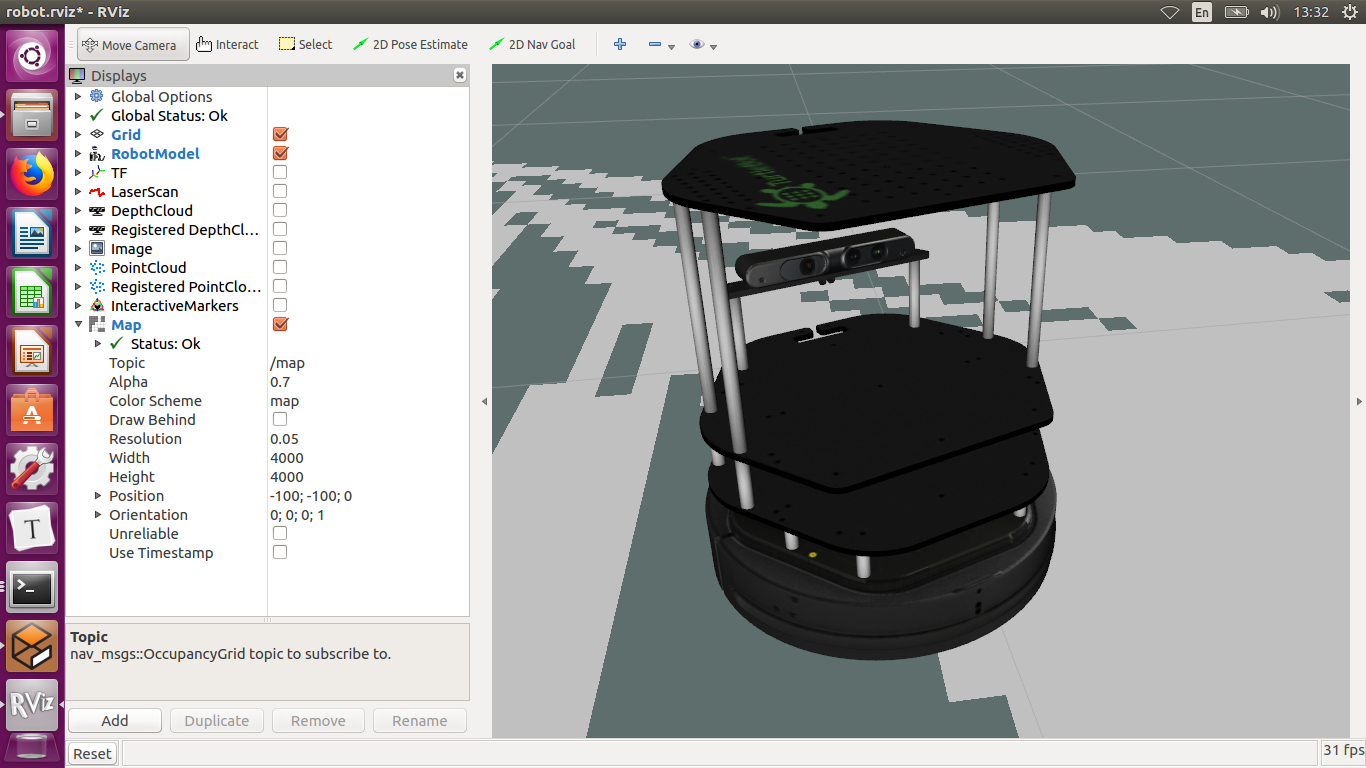 robot.rviz* - RViz
En
13:32
Move Camera
Interact
Select
2D Pose Estimate
2D Nav Goal
Displays
Global Options
Global Status: Ok
Grid
RobotModel
TF
LaserScan
DepthCloud
Registered DepthCl...
Image
PointCloud
Registered PointClo...
InteractiveMarkers
Map
Status: Ok
Topic /map
Alpha 0.7
Color Scheme map
Draw Behind
Resolution 0.05
Width 4000
Height 4000
Position -100; -100; 0
Orientation 0; 0; 0; 1
Unreliable
Use Timestamp
Topic
nav_msgs::OccupancyGrid topic to subscribe to.
Add
Duplicate
Remove
Rename
Reset
31 fps
T
>_
RViz